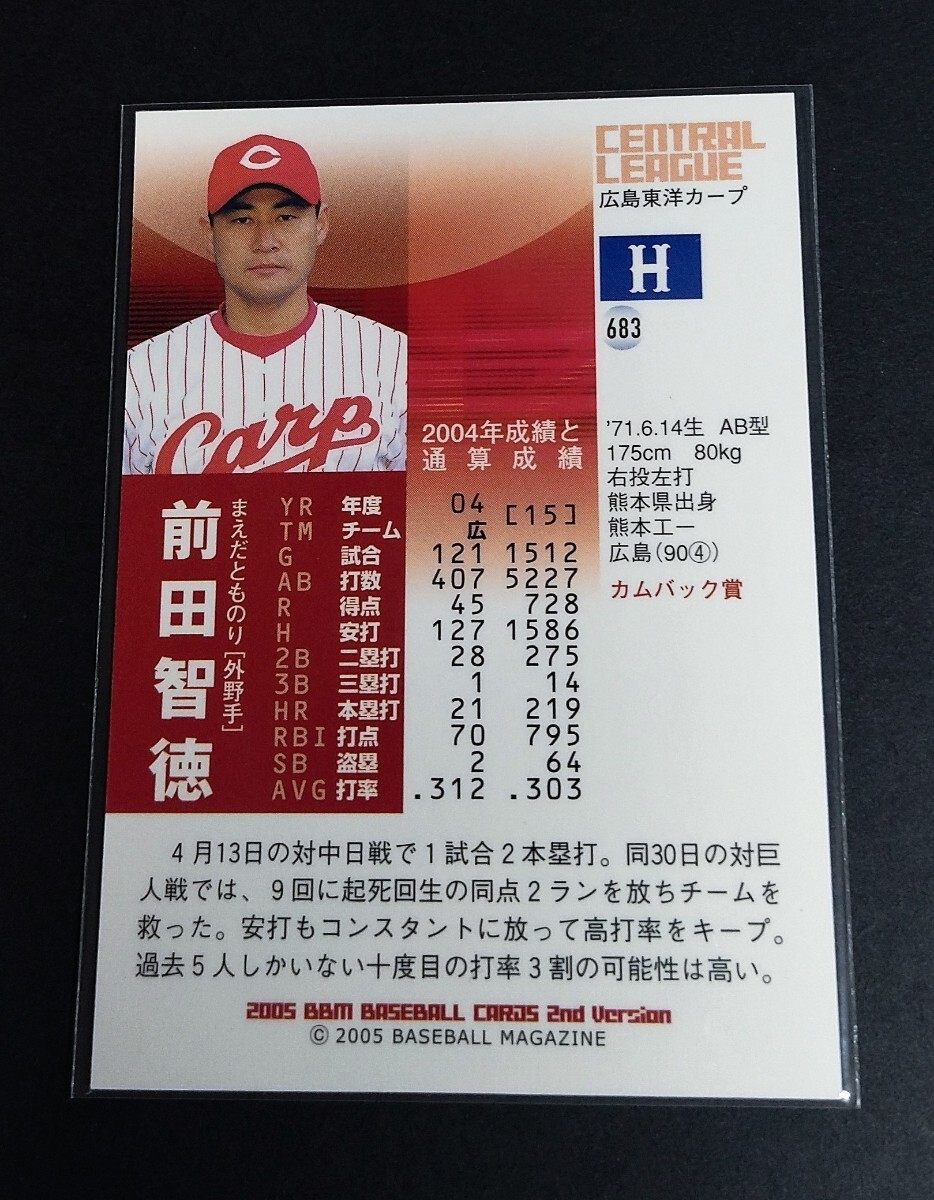 CENTRAL
LEAGUE
広島東洋カープ
H
683
C
Carp
'71.6.14生 AB型
175cm 80kg
右投左打
熊本県出身
熊本工ー
広島(90④)
カムバック賞
前田智徳
まえだとものり[外野手]
2004年成績と
通算成績
YR 年度 04 [15]
TM チーム 広
G 試合 121 1512
AB 打数 407 5227
R 得点 45 728
H 安打 127 1586
2B 二塁打 28 275
3B 三塁打 1 14
HR 本塁打 21 219
RBI 打点 70 795
SB 盗塁 2 64
AVG 打率 .312 .303
4月13日の対中日戦で1試合2本塁打。同30日の対巨
人戦では、9回に起死回生の同点2ランを放ちチームを
救った。安打もコンスタントに放って高打率をキープ。
過去5人しかいない十度目の打率3割の可能性は高い。
2005 BBM BASEBALL CARDS 2nd Version
© 2005 BASEBALL MAGAZINE